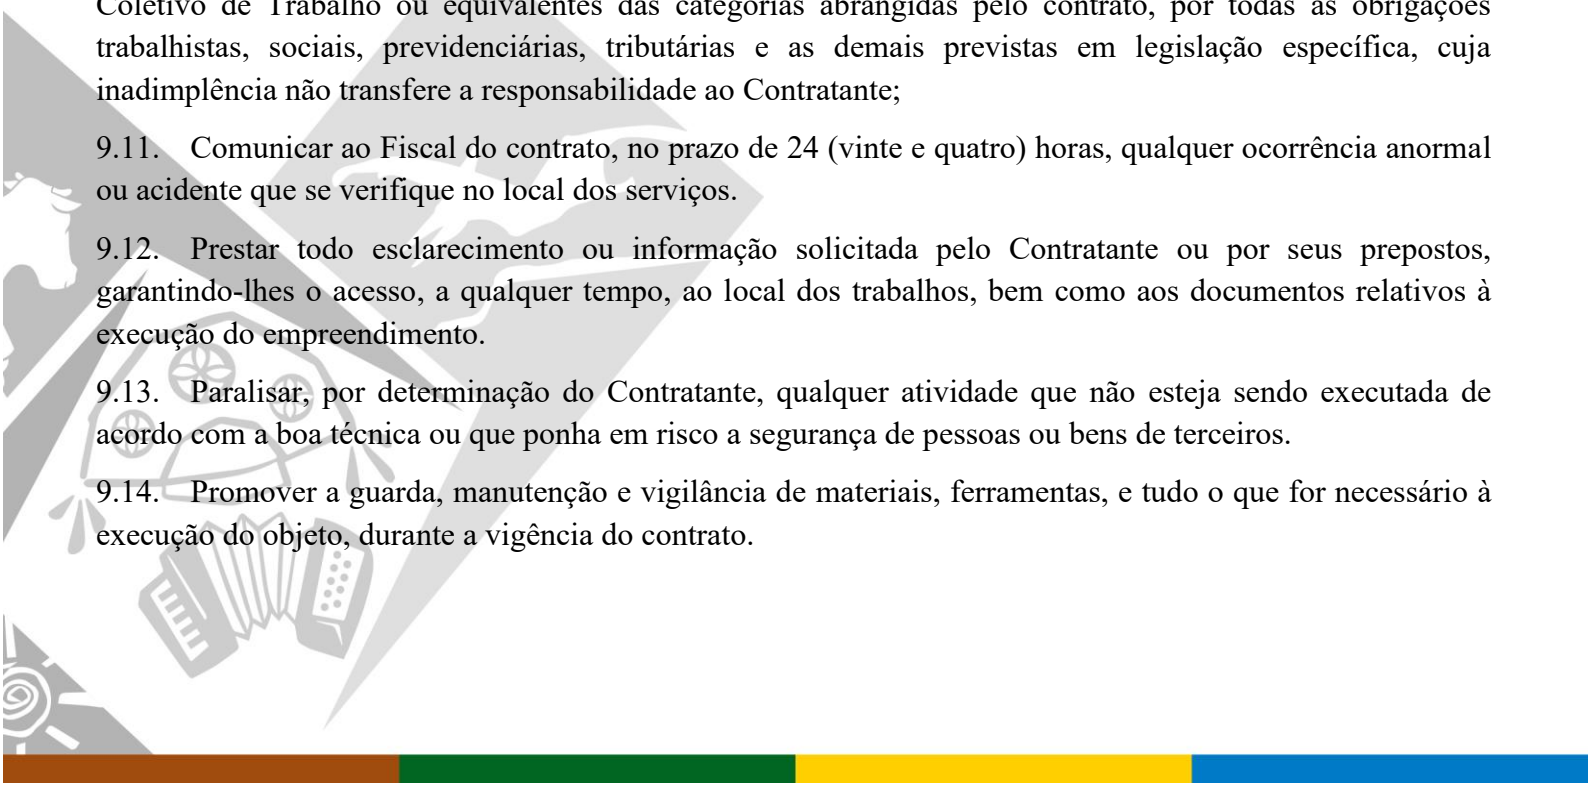 Coletivo de Trabalho ou equivalentes das categorias abrangidas pelo contrato, por todas as obrigações
trabalhistas, sociais, previdenciárias, tributárias e as demais previstas em legislação específica, cuja
inadimplência não transfere a responsabilidade ao Contratante;
9.11. Comunicar ao Fiscal do contrato, no prazo de 24 (vinte e quatro) horas, qualquer ocorrência anormal
ou acidente que se verifique no local dos serviços.
9.12. Prestar todo esclarecimento ou informação solicitada pelo Contratante ou por seus prepostos,
garantindo-lhes o acesso, a qualquer tempo, ao local dos trabalhos, bem como aos documentos relativos à
execução do empreendimento.
9.13. Paralisar, por determinação do Contratante, qualquer atividade que não esteja sendo executada de
acordo com a boa técnica ou que ponha em risco a segurança de pessoas ou bens de terceiros.
9.14. Promover a guarda, manutenção e vigilância de materiais, ferramentas, e tudo o que for necessário à
execução do objeto, durante a vigência do contrato.